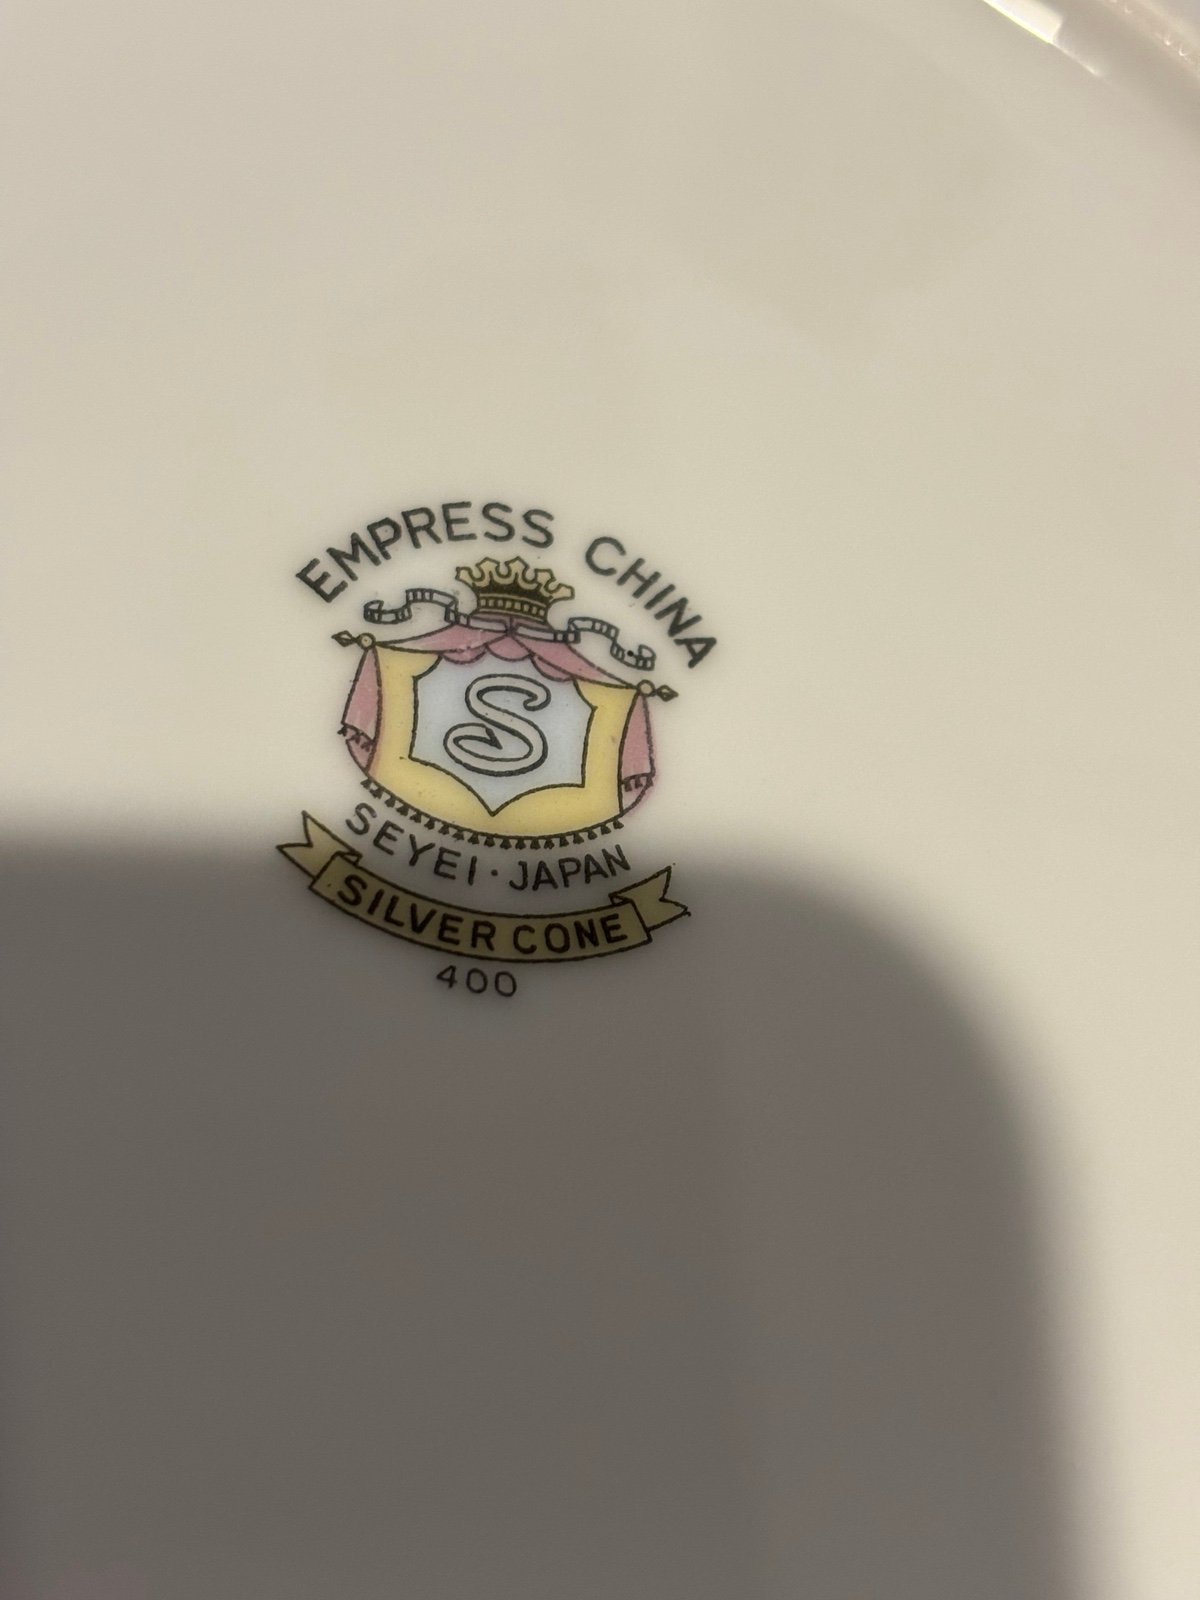 EMPRESS CHINA
S
SEYEI · JAPAN
SILVER CONE
400